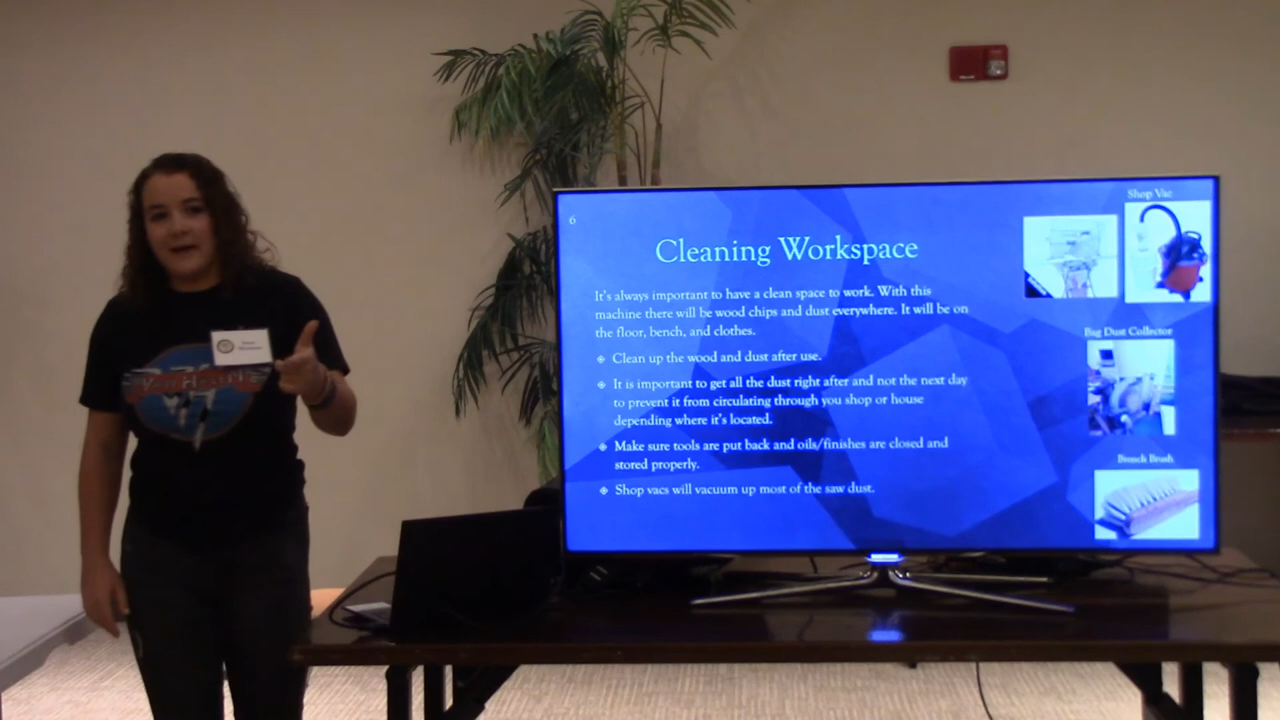 6
Cleaning Workspace
It's always important to have a clean space to work. With this
machine there will be wood chips and dust everywhere. It will be on
the floor, bench, and clothes.
Clean up the wood and dust after use.
It is important to get all the dust right after and not the next day
to prevent it from circulating through you shop or house
depending where it's located.
Make sure tools are put back and oils/finishes are closed and
stored properly.
Shop vacs will vacuum up most of the saw dust.
Shop Vac
Bag Dust Collector
Brush
Van Halen